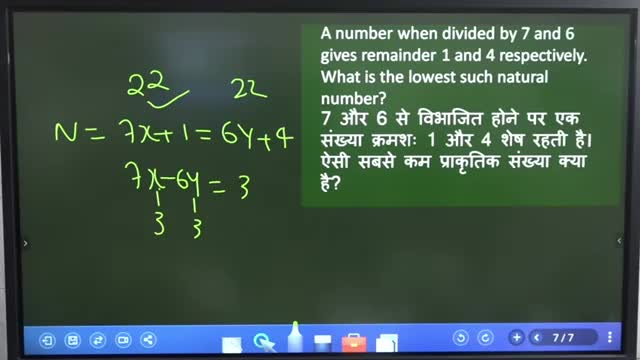 A number when divided by 7 and 6
gives remainder 1 and 4 respectively.
What is the lowest such natural
number?
7 और 6 से विभाजित होने पर एक
संख्या क्रमशः 1 और 4 शेष रहती है।
ऐसी सबसे कम प्राकृतिक संख्या क्या
है?
22 22
N = 7x+1 = 6y+4
7x-6y = 3
3 3
7/7